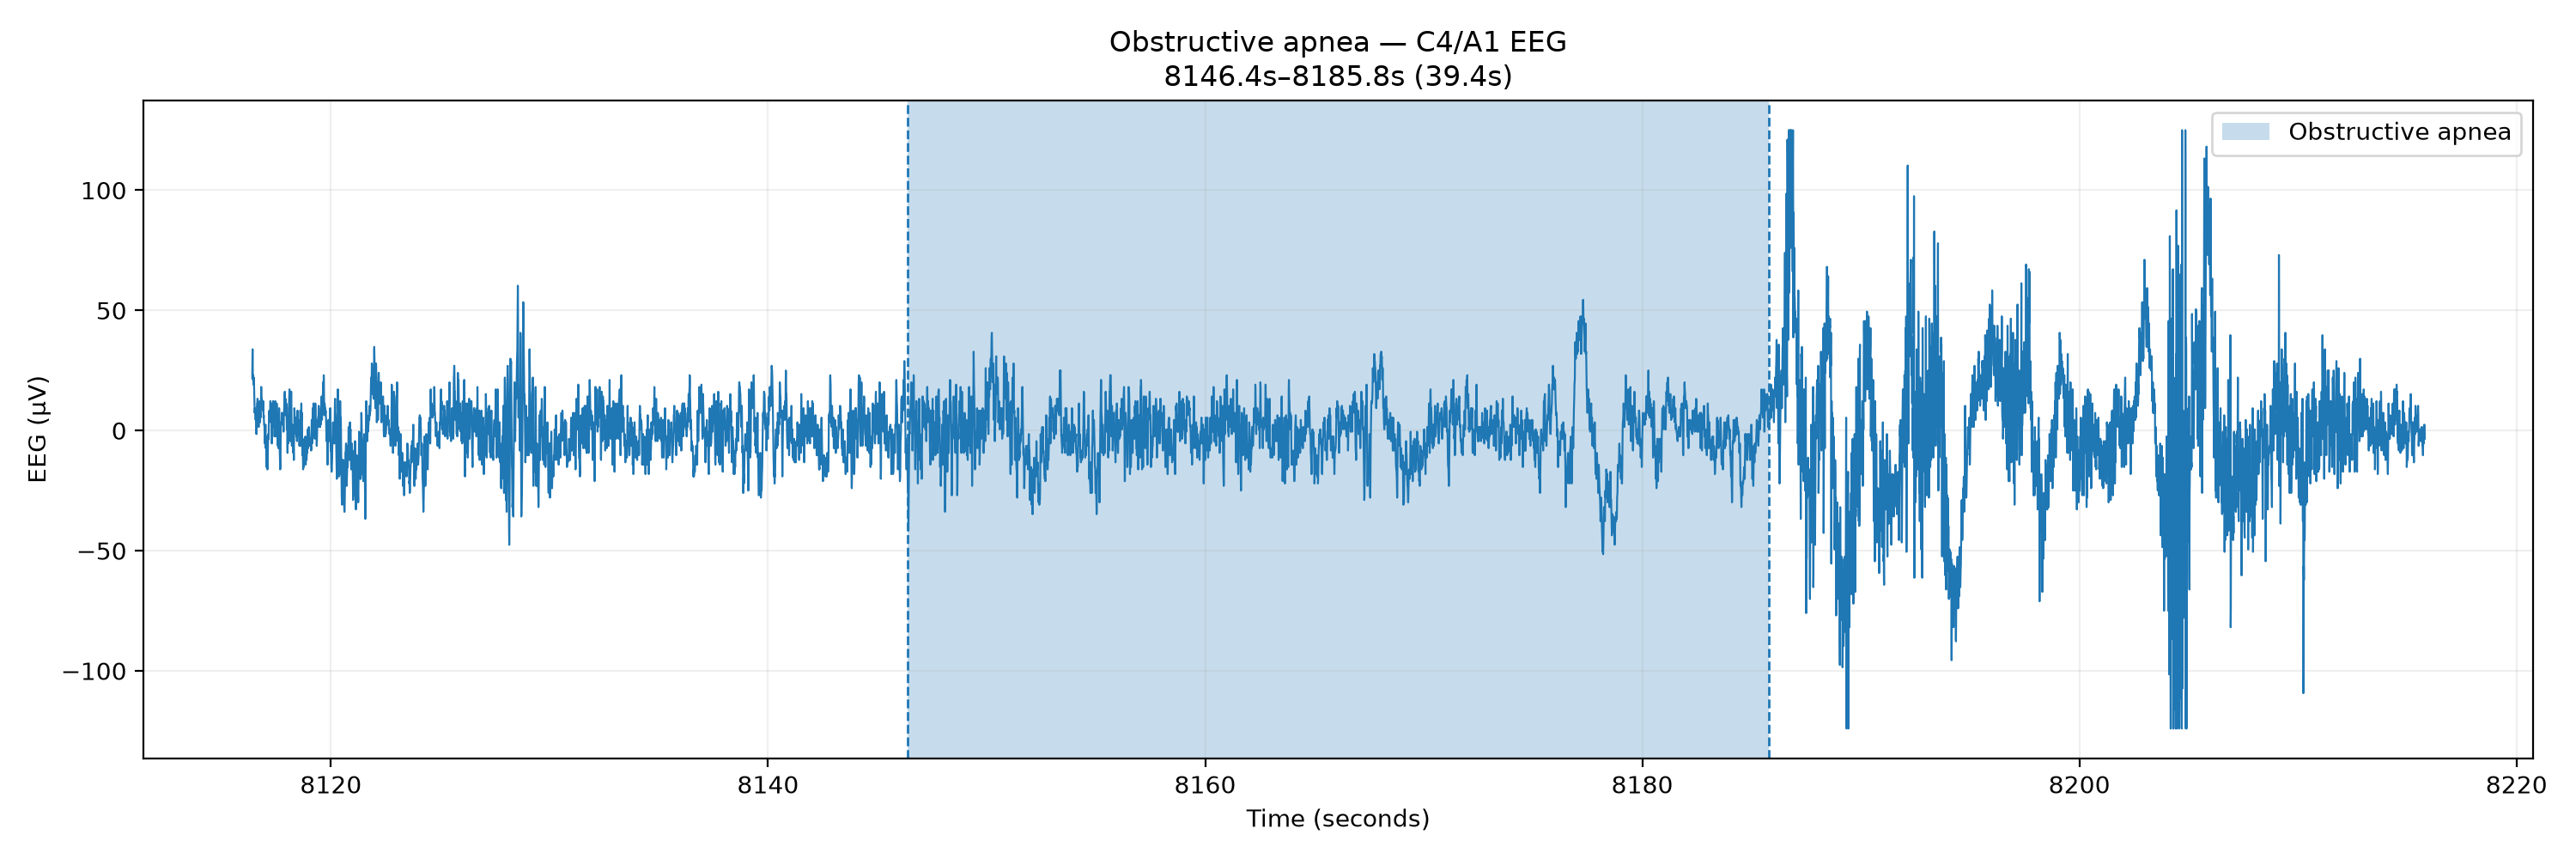 Obstructive apnea — C4/A1 EEG
8146.4s–8185.8s (39.4s)
Obstructive apnea
EEG (µV)
100
50
0
−50
−100
8120
8140
8160
8180
8200
8220
Time (seconds)